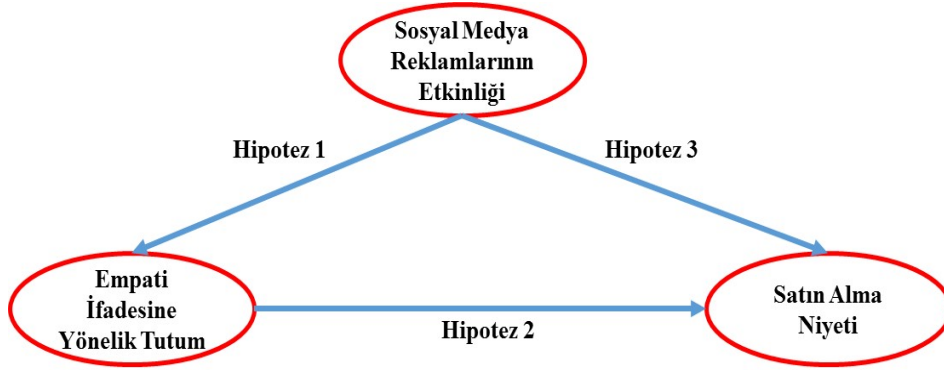 Sosyal Medya
Reklamlarının
Etkinliği
Hipotez 1
Hipotez 3
Empati
İfadesine
Yönelik Tutum
Hipotez 2
Satın Alma
Niyeti